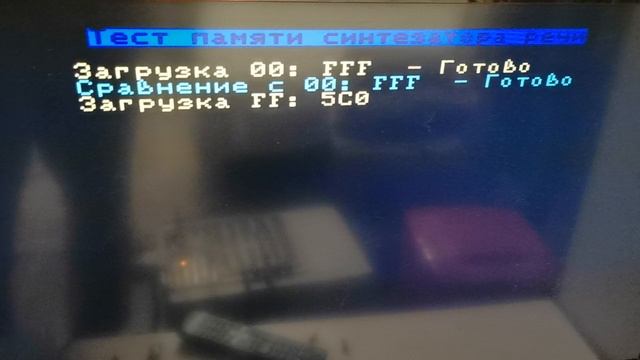 Тест памяти синтезатора речи
Загрузка 00: FFF - Готово
Сравнение с 00: FFF - Готово
Загрузка FF: 5C0